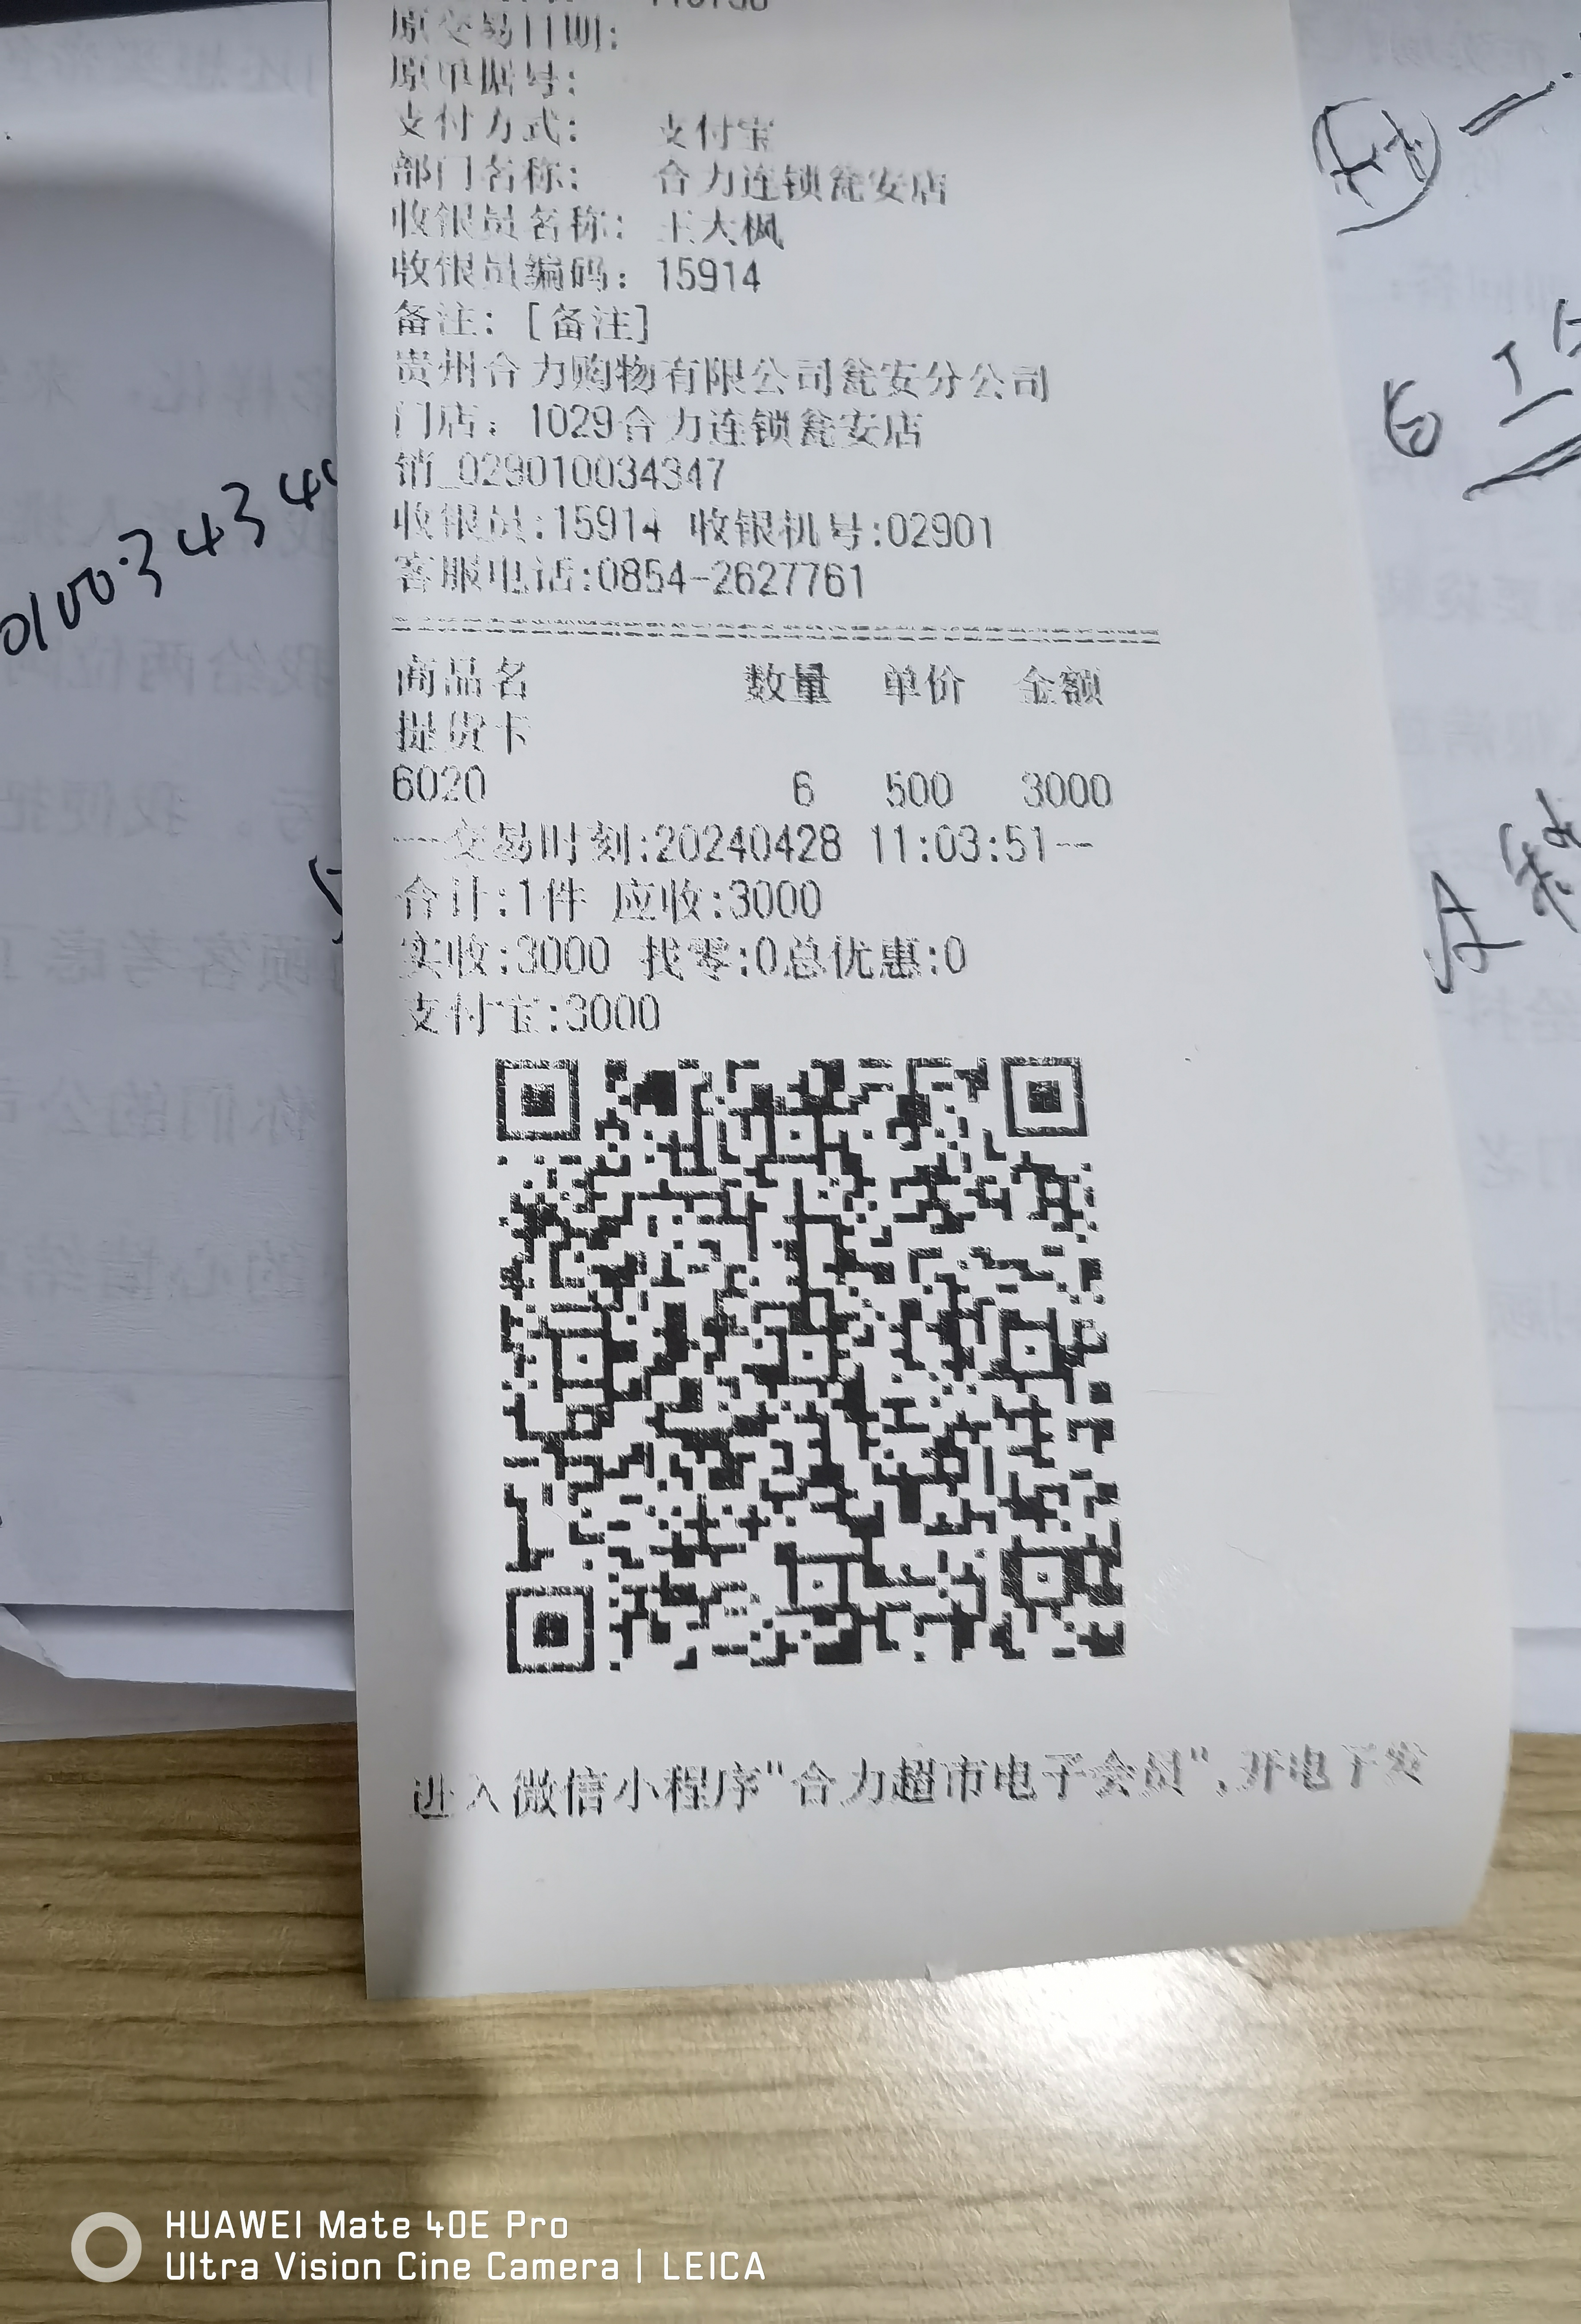 原交易日期:
原单据号:
支付方式: 支付宝
部门名称: 合力连锁瓮安店
收银员名称: 王大枫
收银员编码: 15914
备注: [备注]
贵州合力购物有限公司瓮安分公司
门店: 1029合力连锁瓮安店
销_029010034347
收银员:15914 收银机号:02901
客服电话:0854-2627761
商品名 数量 单价 金额
提货卡
6020 6 500 3000
--交易时刻:20240428 11:03:51--
合计:1件 应收:3000
实收:3000 找零:0总优惠:0
支付宝:3000
进入微信小程序"合力超市电子会员",开电子发
HUAWEI Mate 40E Pro
Ultra Vision Cine Camera | LEICA